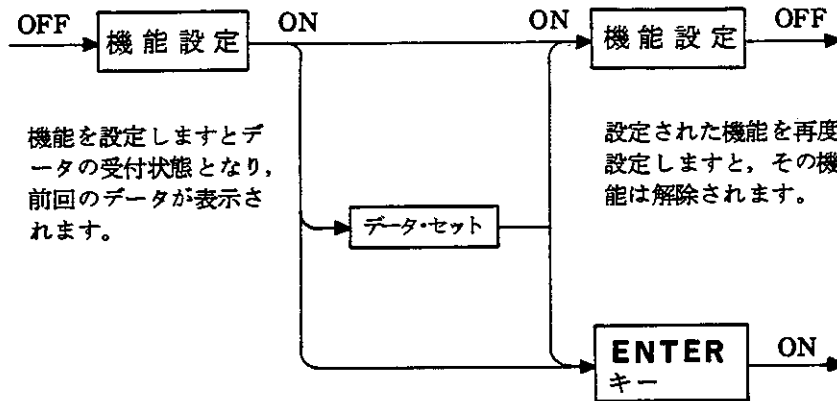 OFF
機能設定
ON
ON
機能設定
OFF
機能を設定しますとデ
ータの受付状態となり,
前回のデータが表示さ
れます。
設定された機能を再度
設定しますと, その機
能は解除されます。
データ・セット
ENTER
キー
ON